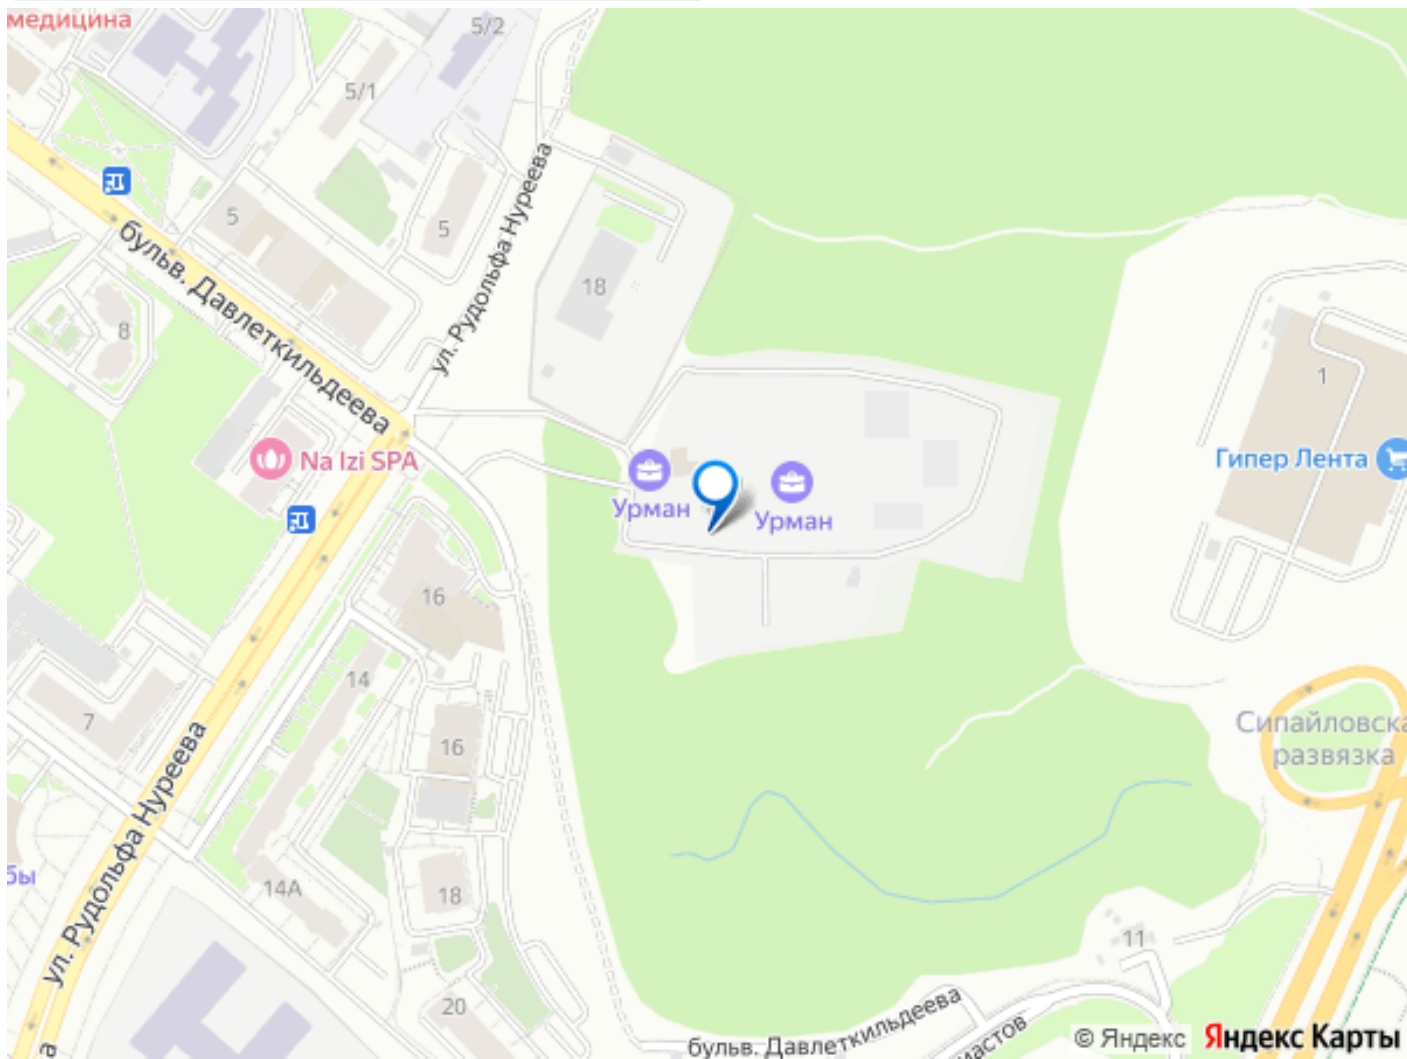 медицина
5/2
5/1
5
5
бульв. Давлеткильдеева
ул. Рудольфа Нуреева
18
8
1
Na Izi SPA
Гипер Лента
Урман
Урман
16
14
7
16
Сипайловска
развязка
ул. Рудольфа Нуреева
бы
14А
18
11
20
бульв. Давлеткильдеева
иастов
а
© Яндекс
Яндекс Карты